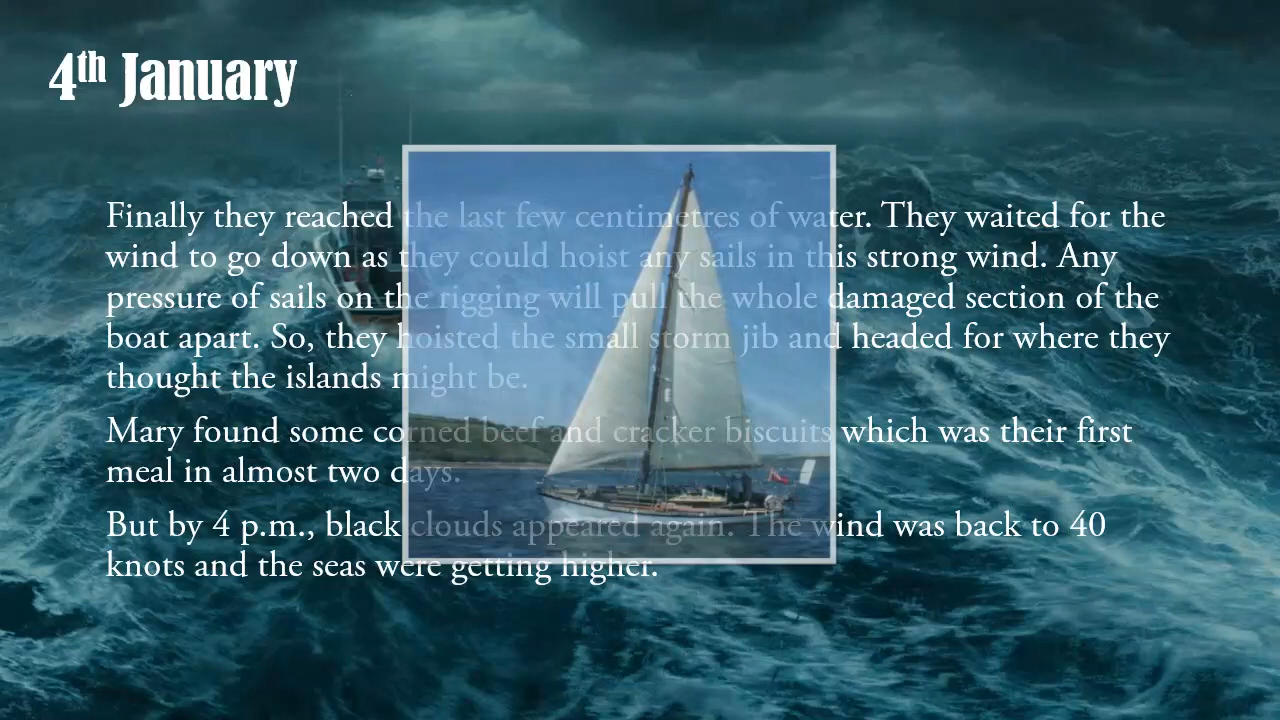 4th January
Finally they reached the last few centimetres of water. They waited for the
wind to go down as they could hoist any sails in this strong wind. Any
pressure of sails on the rigging will pull the whole damaged section of the
boat apart. So, they hoisted the small storm jib and headed for where they
thought the islands might be.
Mary found some corned beef and cracker biscuits which was their first
meal in almost two days.
But by 4 p.m., black clouds appeared again. The wind was back to 40
knots and the seas were getting higher.